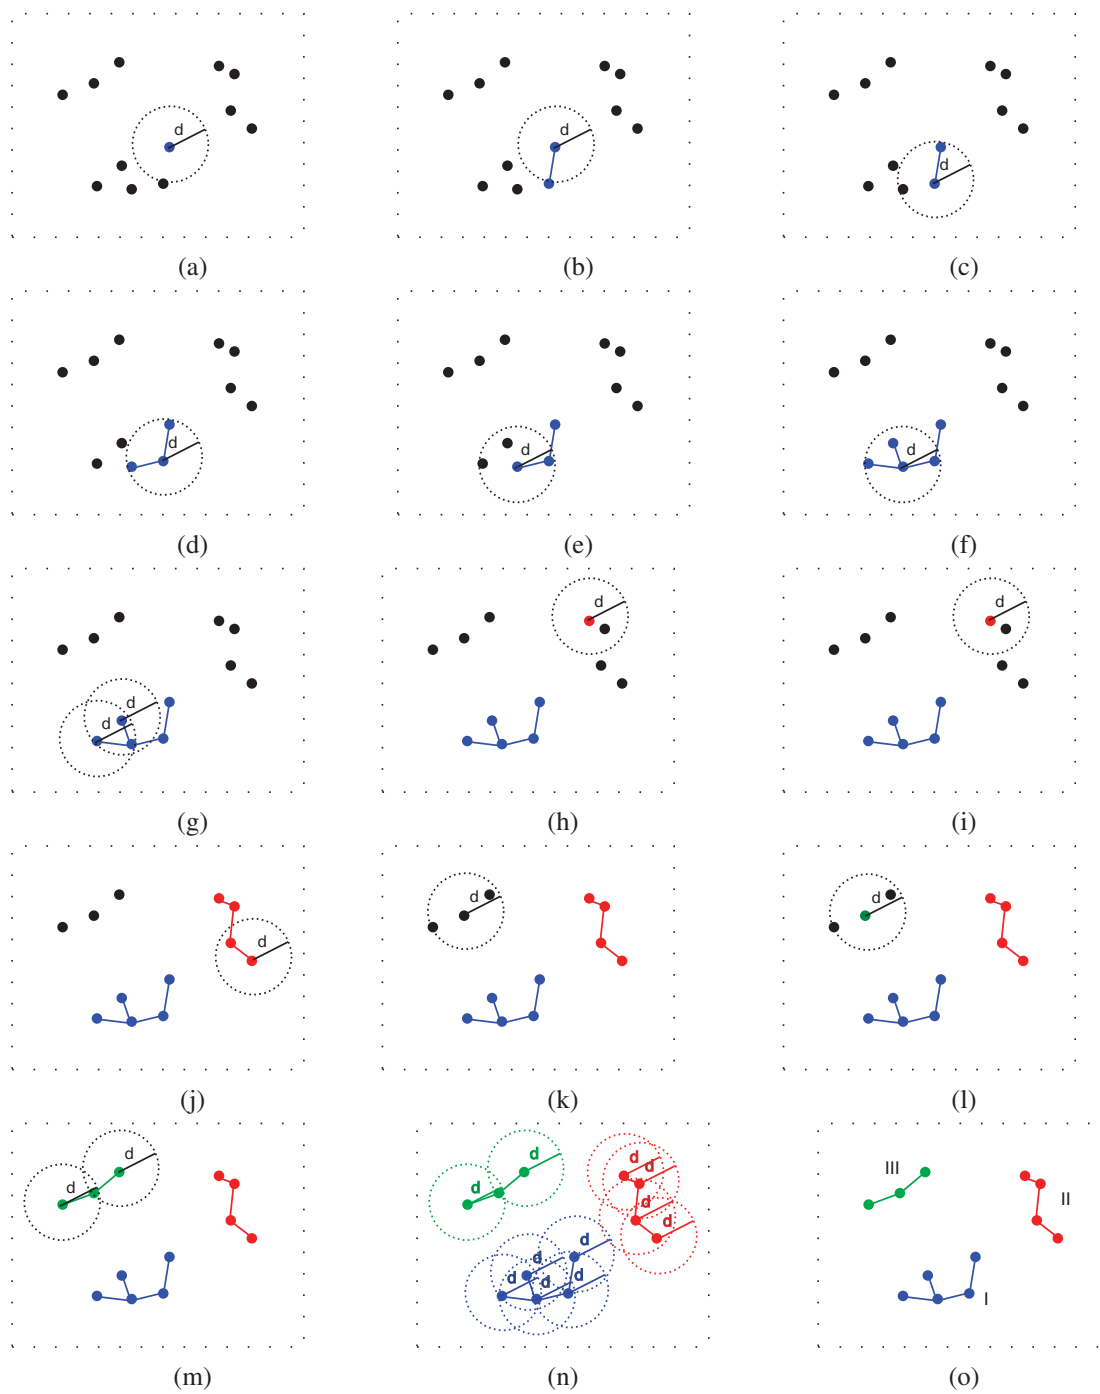 d d d
(a) (b) (c)
d d d
(d) (e) (f)
d d d d
(g) (h) (i)
d d d
(j) (k) (l)
d d d d d d d d d d d III II I
(m) (n) (o)